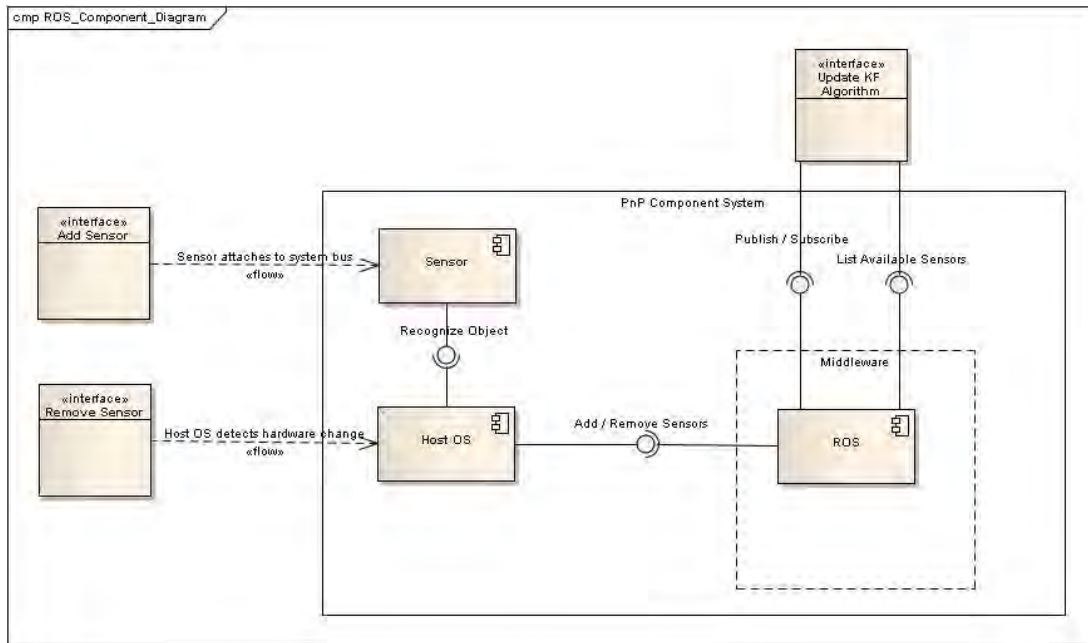 cmp ROS_Component_Diagram
«interface»
Update KF
Algorithm
PnP Component System
«interface»
Add Sensor
Sensor attaches to system bus
«flow»
Sensor
Publish / Subscribe
List Available Sensors
Recognize Object
Middleware
«interface»
Remove Sensor
Host OS detects hardware change
«flow»
Host OS
Add / Remove Sensors
ROS